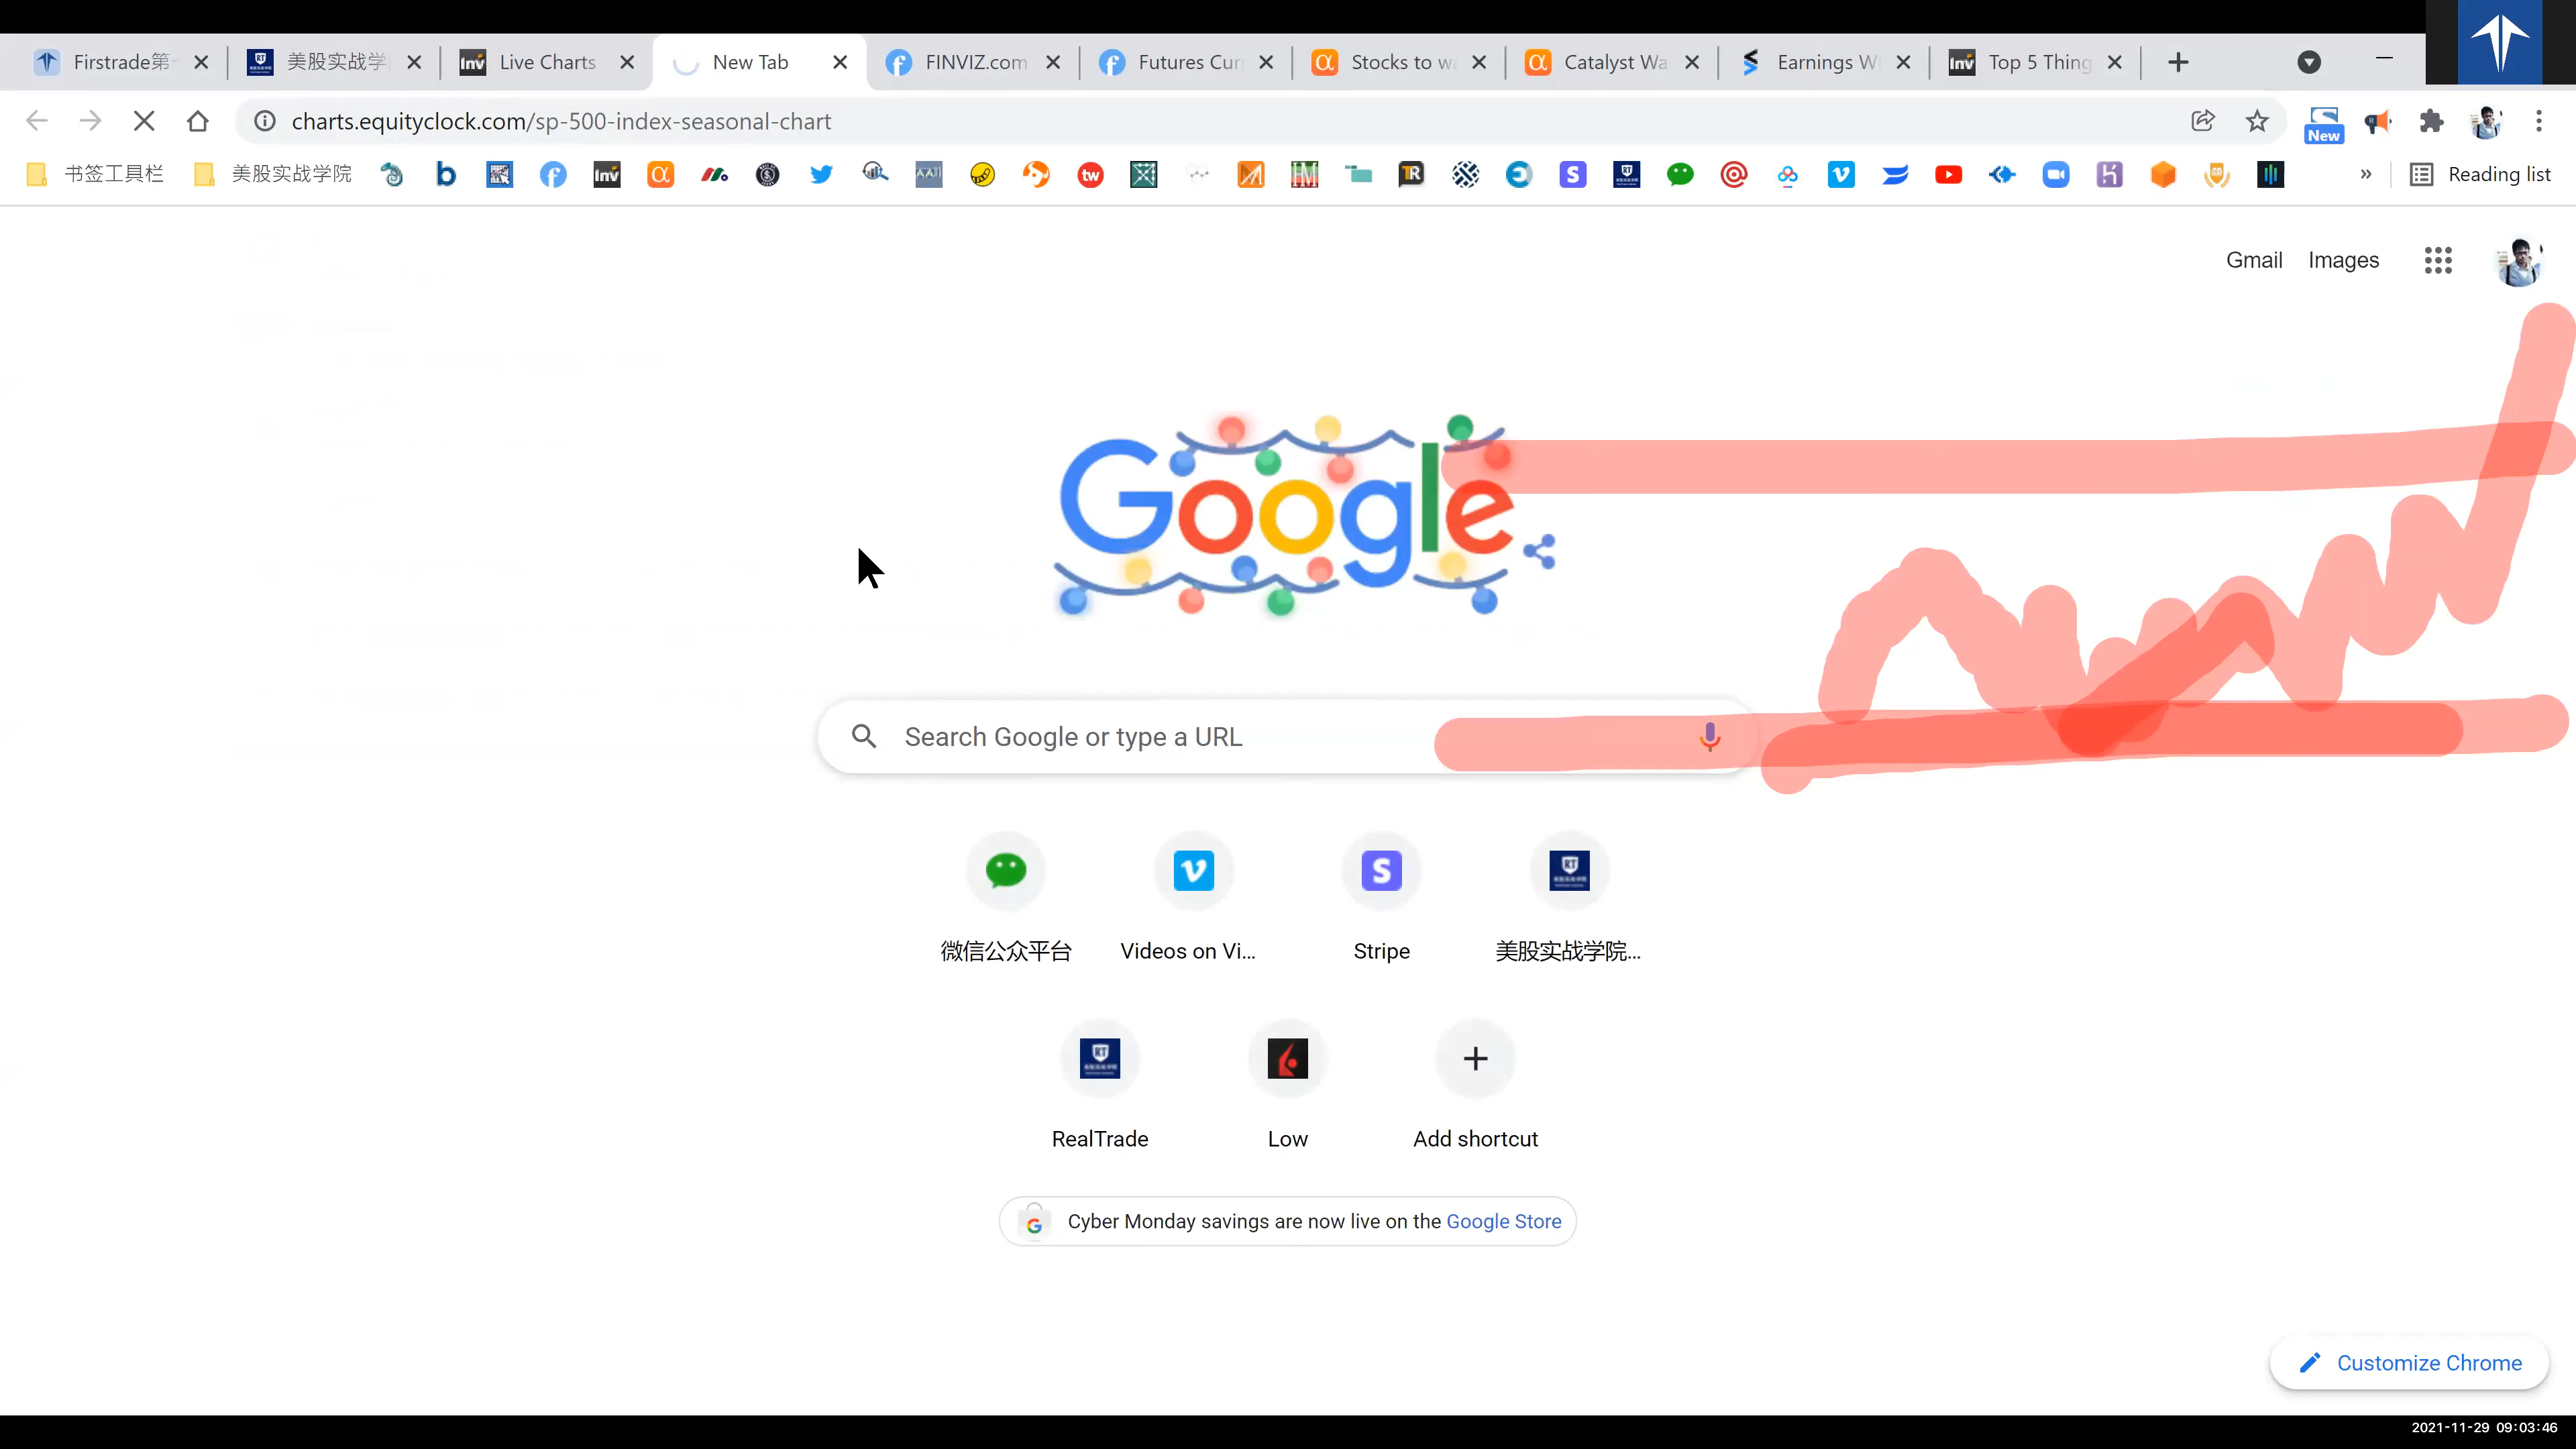 Firstrade第一 美股实战学 Live Charts New Tab FINVIZ.com Futures Cur Stocks to wa Catalyst Wa Earnings W Top 5 Thing
charts.equityclock.com/sp-500-index-seasonal-chart
New
书签工具栏 美股实战学院 Reading list
Gmail Images
Google
Search Google or type a URL
微信公众平台 Videos on Vi... Stripe 美股实战学院...
RealTrade Low Add shortcut
Cyber Monday savings are now live on the Google Store
Customize Chrome
2021-11-29 09:03:46